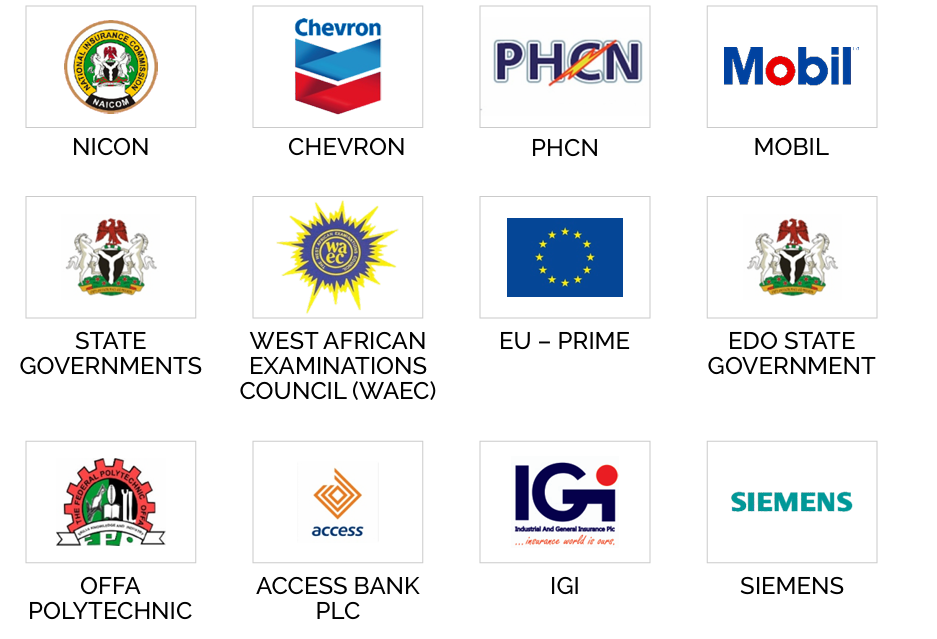 NATIONAL INSURANCE COMMISSION
NAICOM
Chevron
PHCN
Mobil
NICON
CHEVRON
PHCN
MOBIL
waec
STATE
GOVERNMENTS
WEST AFRICAN
EXAMINATIONS
COUNCIL (WAEC)
EU – PRIME
EDO STATE
GOVERNMENT
THE FEDERAL POLYTECHNIC OFFA
FPO
access
IGi
Industrial And General Insurance Plc
...insurance world is ours.
SIEMENS
OFFA
POLYTECHNIC
ACCESS BANK
PLC
IGI
SIEMENS